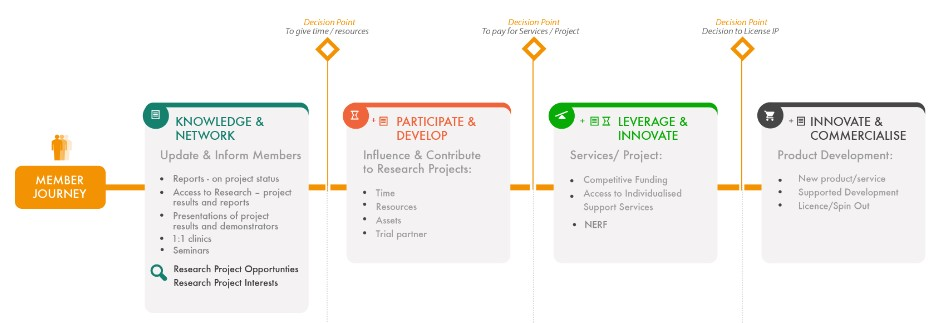 Decision Point
To give time / resources
Decision Point
To pay for Services / Project
Decision Point
Decision to License IP
MEMBER
JOURNEY
KNOWLEDGE &
NETWORK
Update & Inform Members
Reports - on project status
Access to Research – project
results and reports
Presentations of project
results and demonstrators
1:1 clinics
Seminars
Research Project Opportunties
Research Project Interests
+ PARTICIPATE &
DEVELOP
Influence & Contribute
to Research Projects:
Time
Resources
Assets
Trial partner
+ LEVERAGE &
INNOVATE
Services/ Project:
Competitive Funding
Access to Individualised
Support Services
NERF
+ INNOVATE &
COMMERCIALISE
Product Development:
New product/service
Supported Development
Licence/Spin Out